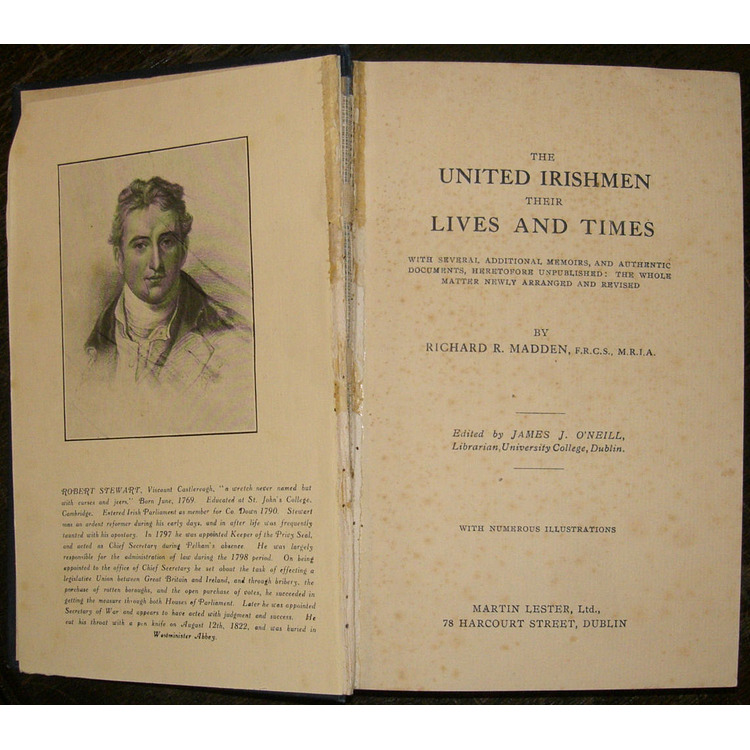 ROBERT STEWART, Viscount Castlereagh, "a wretch never named but
with curses and jeers." Born June, 1769. Educated at St. John's College,
Cambridge. Entered Irish Parliament as member for Co. Down 1790. Stewart
was an ardent reformer during his early days, and in after life was frequently
taunted with his apostacy. In 1797 he was appointed Keeper of the Privy Seal,
and acted as Chief Secretary during Pelham's absence. He was largely
responsible for the administration of law during the 1798 period. On being
appointed to the office of Chief Secretary he set about the task of effecting a
legislative Union between Great Britain and Ireland, and through bribery, the
purchase of rotten boroughs, and the open purchase of votes, he succeeded in
getting the measure through both Houses of Parliament. Later he was appointed
Secretary of War and appears to have acted with judgment and success. He
cut his throat with a pen knife on August 12th, 1822, and was buried in
Westminister Abbey.
THE
UNITED IRISHMEN
THEIR
LIVES AND TIMES
WITH SEVERAL ADDITIONAL MEMOIRS, AND AUTHENTIC
DOCUMENTS, HERETOFORE UNPUBLISHED: THE WHOLE
MATTER NEWLY ARRANGED AND REVISED
BY
RICHARD R. MADDEN, F.R.C.S., M.R.I.A.
Edited by JAMES J. O'NEILL,
Librarian, University College, Dublin.
WITH NUMEROUS ILLUSTRATIONS
MARTIN LESTER, Ltd.,
78 HARCOURT STREET, DUBLIN